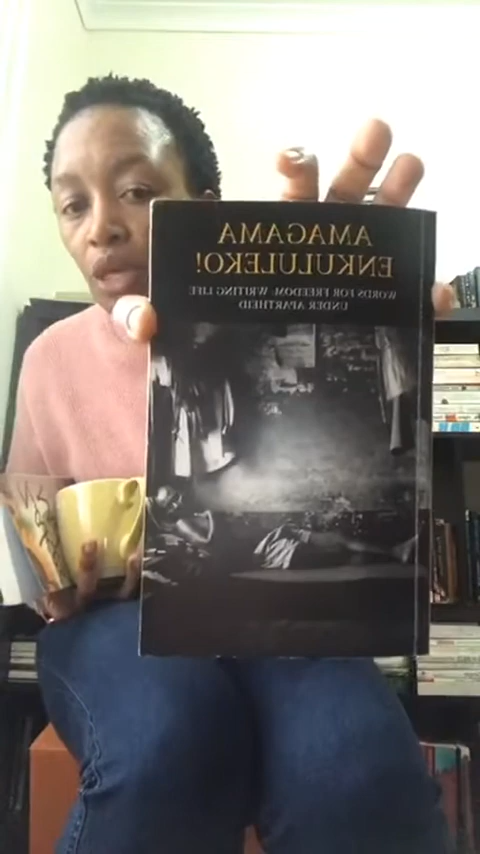 AMAGAMA
ENKULULEKO!
WORDS FOR FREEDOM: WRITING LIFE
UNDER APARTHEID